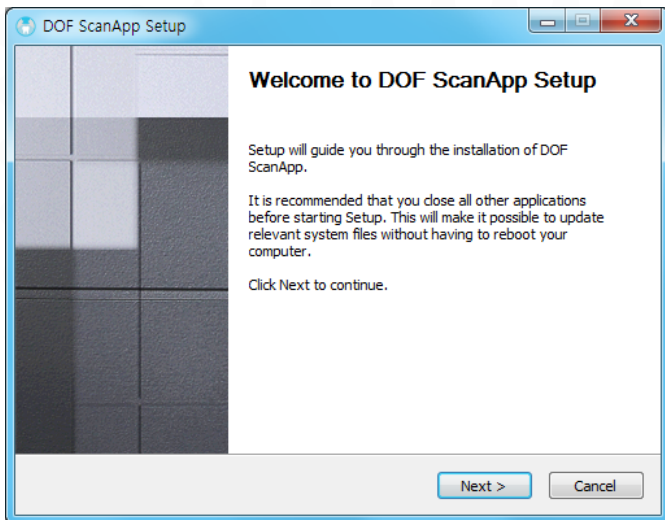 DOF ScanApp Setup
Welcome to DOF ScanApp Setup
Setup will guide you through the installation of DOF
ScanApp.
It is recommended that you close all other applications
before starting Setup. This will make it possible to update
relevant system files without having to reboot your
computer.
Click Next to continue.
Next >
Cancel